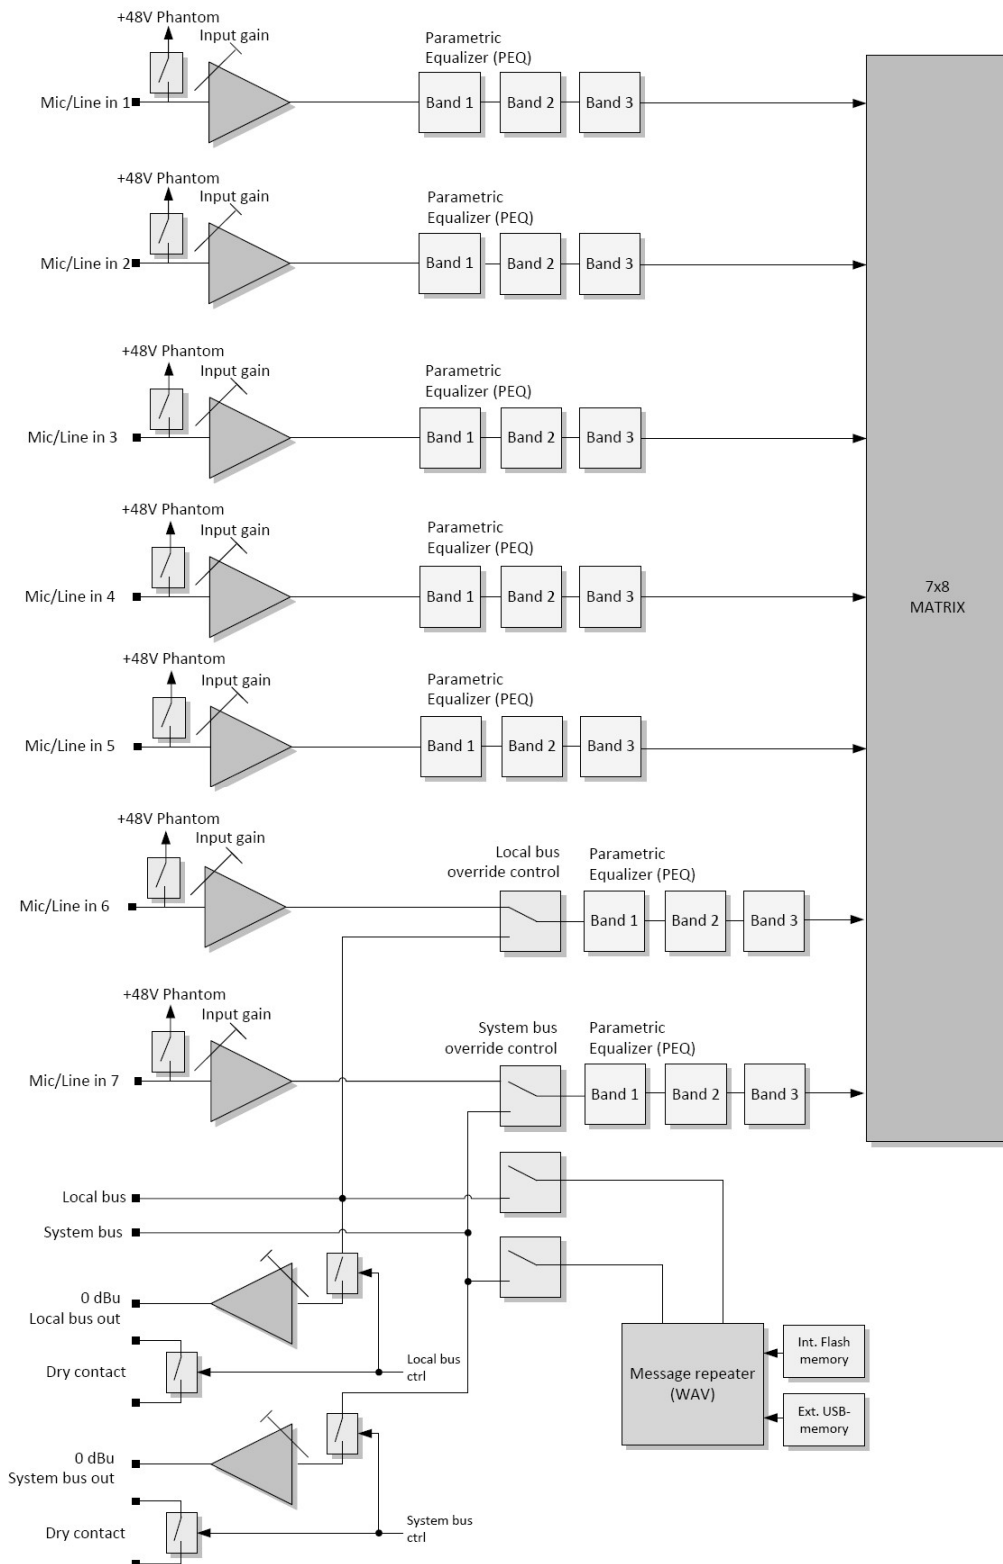 +48V Phantom
Input gain
Parametric
Equalizer (PEQ)
Mic/Line in 1
Band 1
Band 2
Band 3
+48V Phantom
Input gain
Parametric
Equalizer (PEQ)
Mic/Line in 2
Band 1
Band 2
Band 3
+48V Phantom
Input gain
Parametric
Equalizer (PEQ)
Mic/Line in 3
Band 1
Band 2
Band 3
+48V Phantom
Input gain
Parametric
Equalizer (PEQ)
Mic/Line in 4
Band 1
Band 2
Band 3
7x8
MATRIX
+48V Phantom
Input gain
Parametric
Equalizer (PEQ)
Mic/Line in 5
Band 1
Band 2
Band 3
+48V Phantom
Input gain
Local bus
override control
Parametric
Equalizer (PEQ)
Mic/Line in 6
Band 1
Band 2
Band 3
+48V Phantom
Input gain
System bus
override control
Parametric
Equalizer (PEQ)
Mic/Line in 7
Band 1
Band 2
Band 3
Local bus
System bus
0 dBu
Local bus out
Dry contact
Local bus
ctrl
Message repeater
(WAV)
Int. Flash
memory
Ext. USB-
memory
0 dBu
System bus out
Dry contact
System bus
ctrl